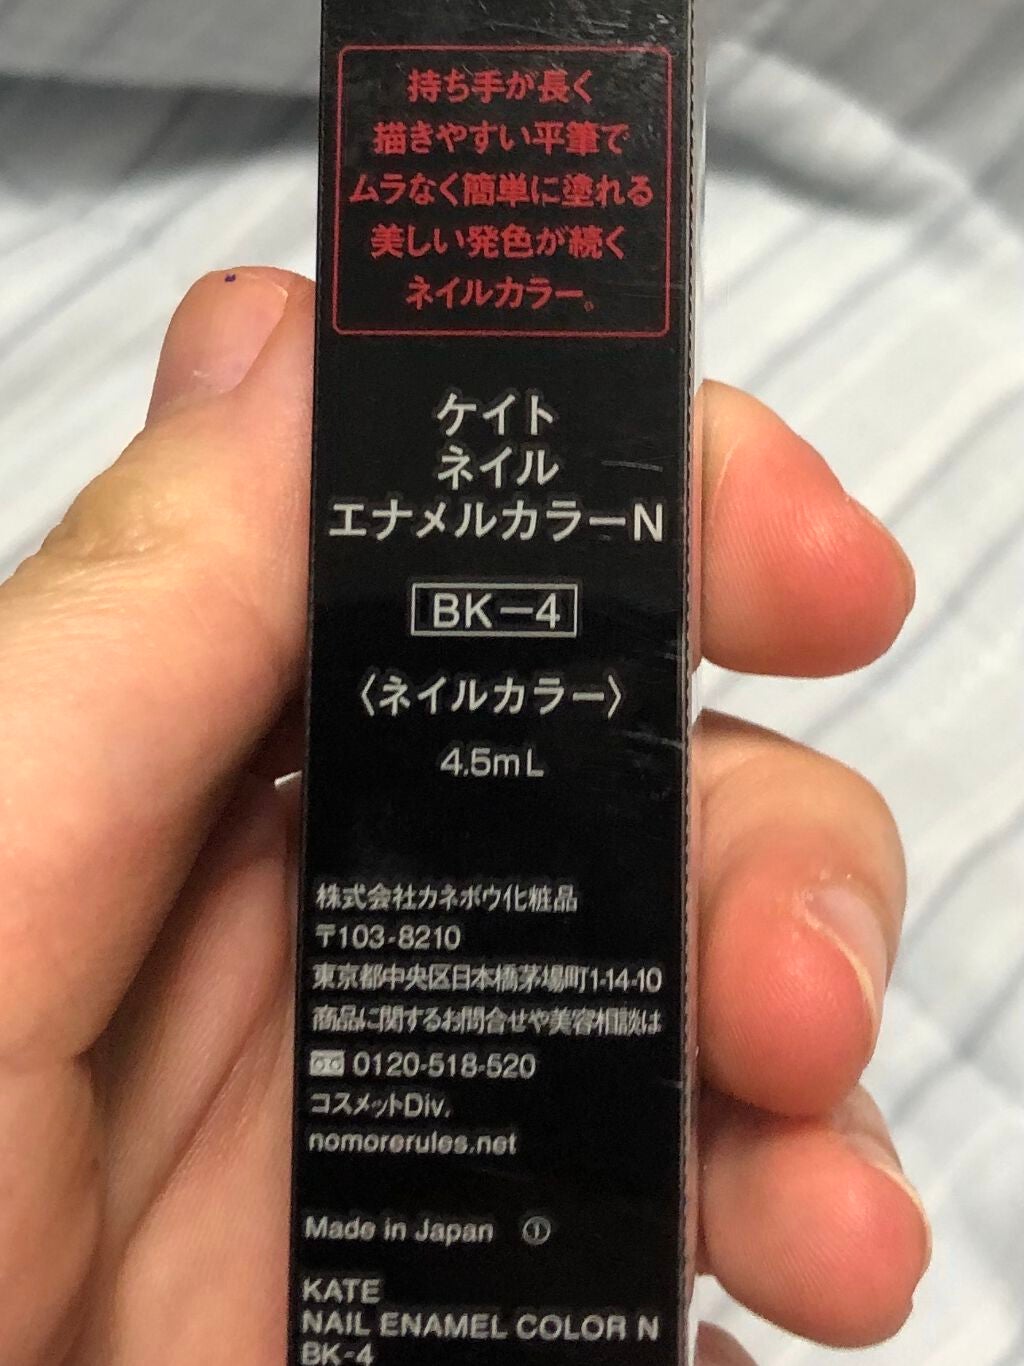 持ち手が長く
描きやすい平筆で
ムラなく簡単に塗れる
美しい発色が続く
ネイルカラー。
ケイト
ネイル
エナメルカラーN
BK-4
〈ネイルカラー〉
4.5mL
株式会社カネボウ化粧品
〒103-8210
東京都中央区日本橋茅場町1-14-10
商品に関するお問合せや美容相談は
0120-518-520
コスメットDiv.
nomorerules.net
Made in Japan ①
KATE
NAIL ENAMEL COLOR N
BK-4